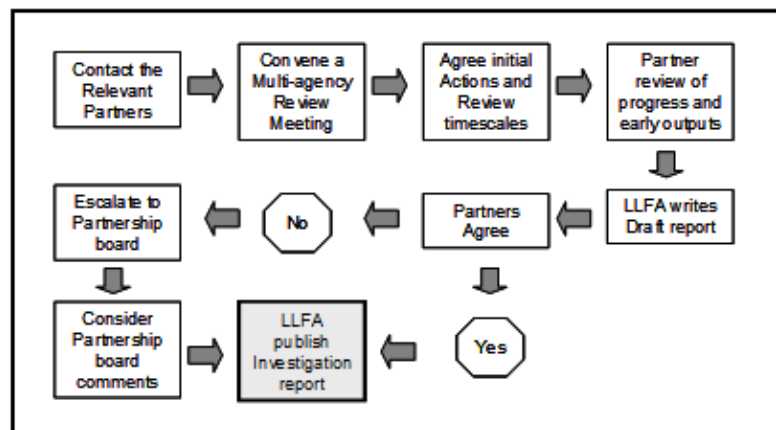 Contact the
Relevant
Partners
Convene a
Multi-agency
Review
Meeting
Agree initial
Actions and
Review
timescales
Partner
review of
progress and
early outputs
Escalate to
Partnership
board
No
Partners
Agree
LLFA writes
Draft report
Consider
Partnership
board
comments
LLFA
publish
Investigation
report
Yes